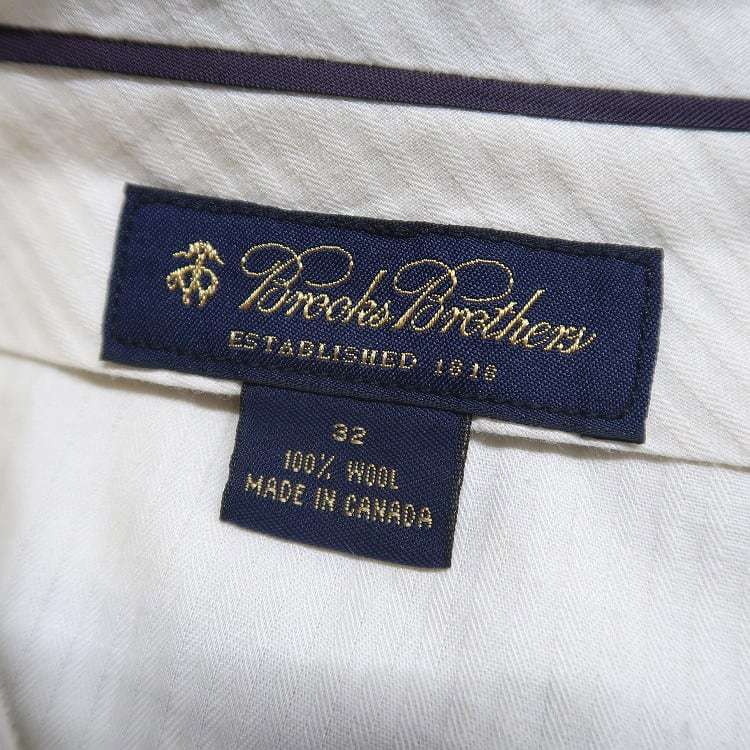 Brooks Brothers
ESTABLISHED 1818
32
100% WOOL
MADE IN CANADA